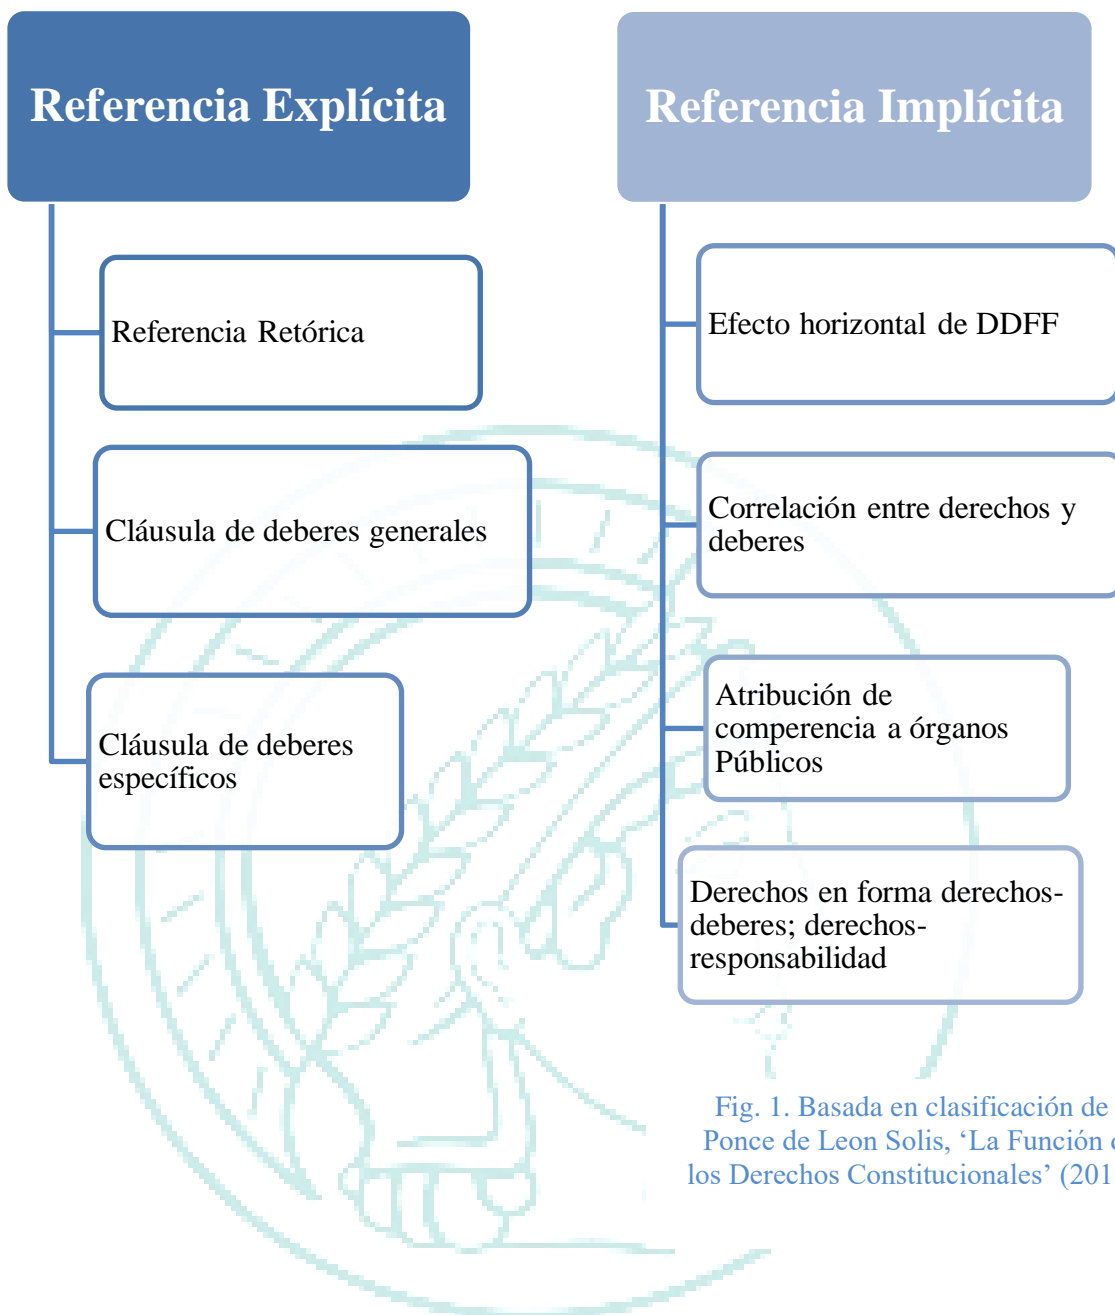 Referencia Explícita
Referencia Retórica
Cláusula de deberes generales
Cláusula de deberes
específicos
Referencia Implícita
Efecto horizontal de DDFF
Correlación entre derechos y
deberes
Atribución de
comperencia a órganos
Públicos
Derechos en forma derechos-
deberes; derechos-
responsabilidad
Fig. 1. Basada en clasificación de
Ponce de Leon Solis, ‘La Función
los Derechos Constitucionales’